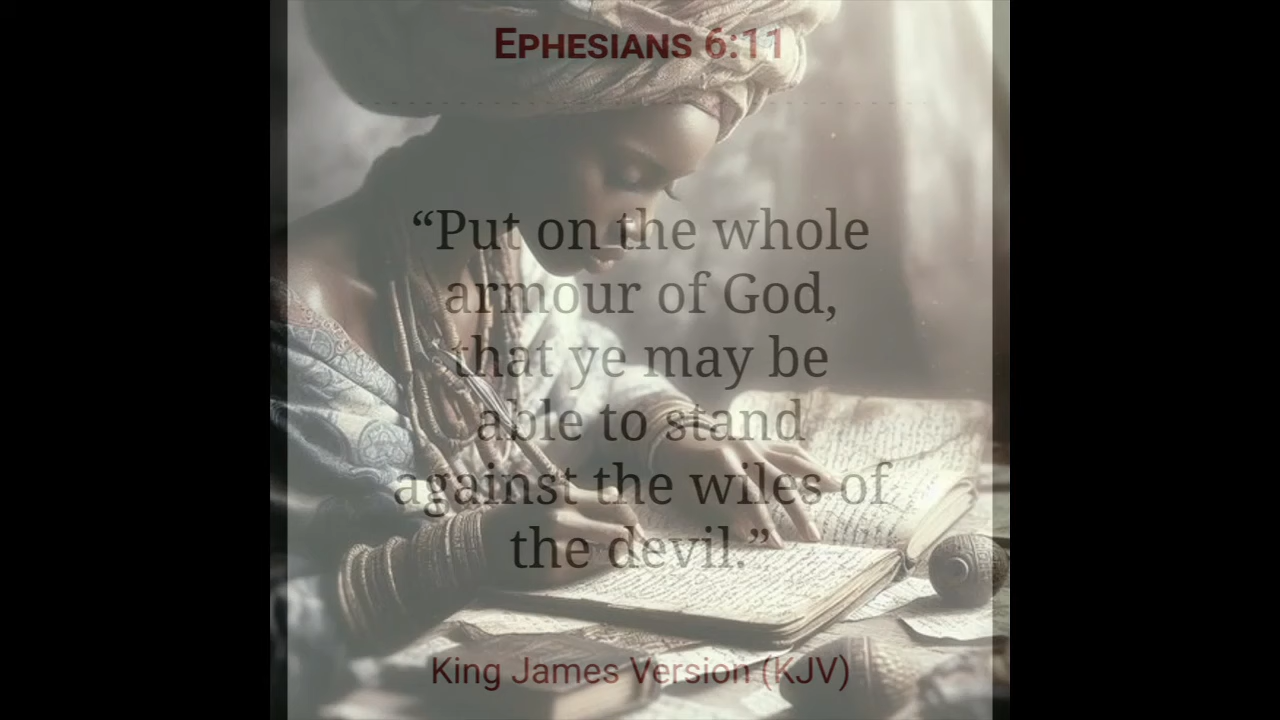 EPHESIANS 6:11
“Put on the whole
armour of God,
that ye may be
able to stand
against the wiles of
the devil.”
King James Version (KJV)